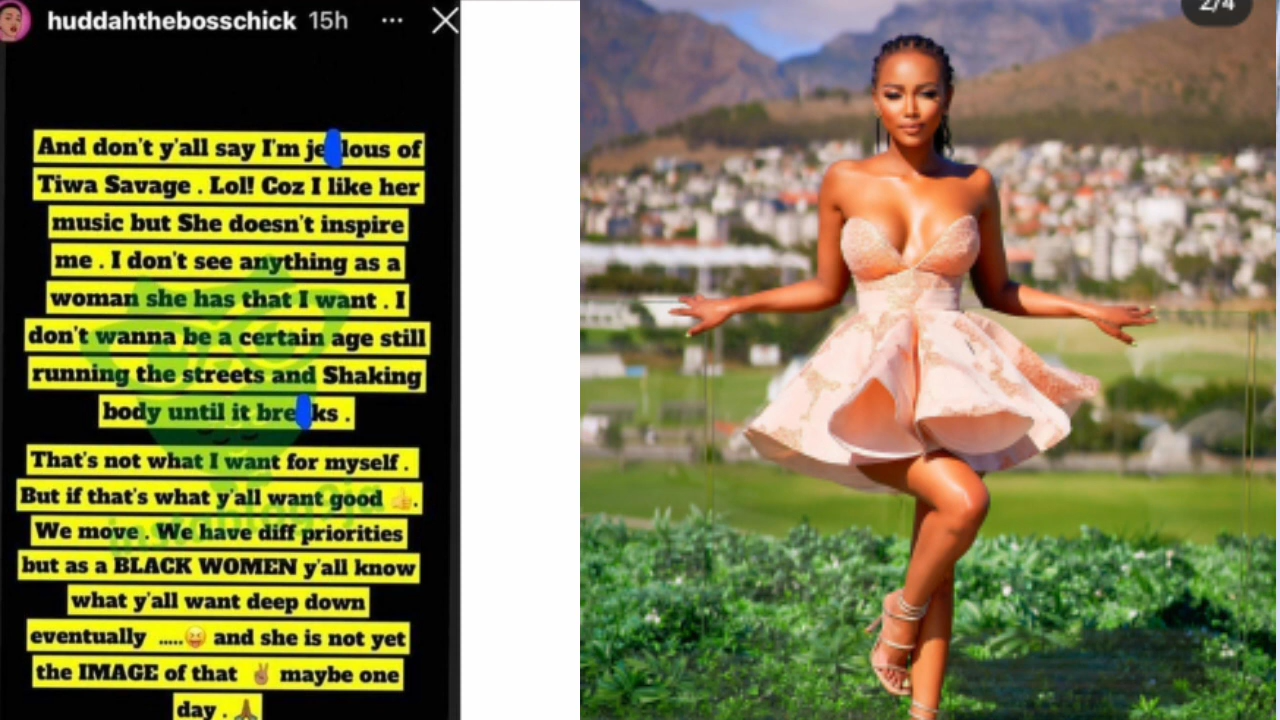 huddahthebosschick 15h
2/4
And don't y'all say I'm je lous of
Tiwa Savage . Lol! Coz I like her
music but She doesn't inspire
me . I don't see anything as a
woman she has that I want . I
don't wanna be a certain age still
running the streets and Shaking
body until it bre ks .
That's not what I want for myself .
But if that's what y'all want good 👍🏼.
We move . We have diff priorities
but as a BLACK WOMEN y'all know
what y'all want deep down
eventually .....😝 and she is not yet
the IMAGE of that ✌🏽 maybe one
day . 🙏🏽